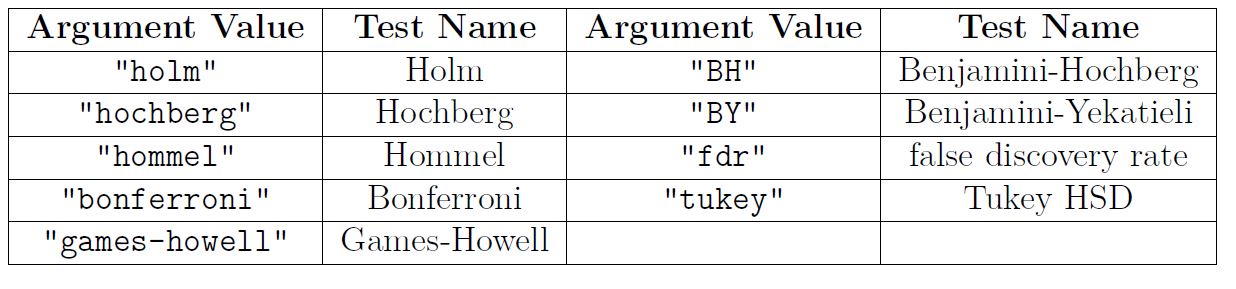 Argument Value Test Name Argument Value Test Name
"holm" Holm "BH" Benjamini-Hochberg
"hochberg" Hochberg "BY" Benjamini-Yekatieli
"hommel" Hommel "fdr" false discovery rate
"bonferroni" Bonferroni "tukey" Tukey HSD
"games-howell" Games-Howell